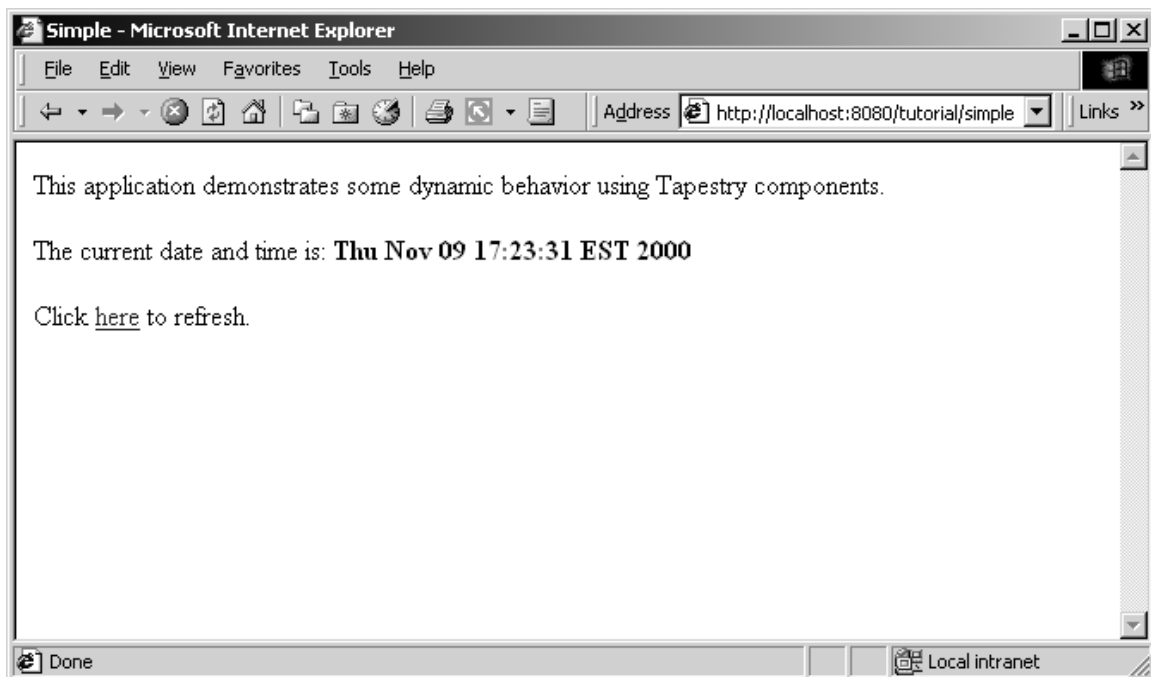 Simple - Microsoft Internet Explorer
File Edit View Favorites Tools Help
Address http://localhost:8080/tutorial/simple Links »
This application demonstrates some dynamic behavior using Tapestry components.
The current date and time is: Thu Nov 09 17:23:31 EST 2000
Click here to refresh.
Done Local intranet